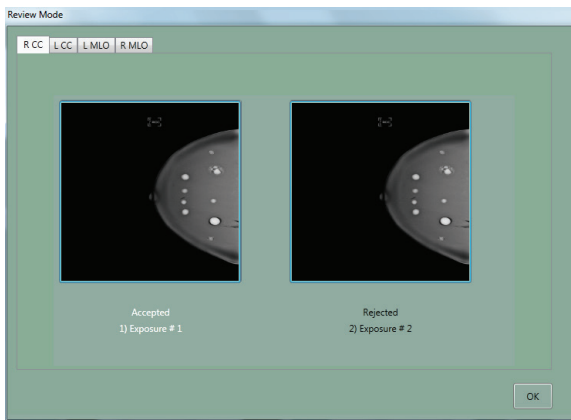 Review Mode
R CC L CC L MLO R MLO
Accepted
1) Exposure # 1
Rejected
2) Exposure # 2
OK